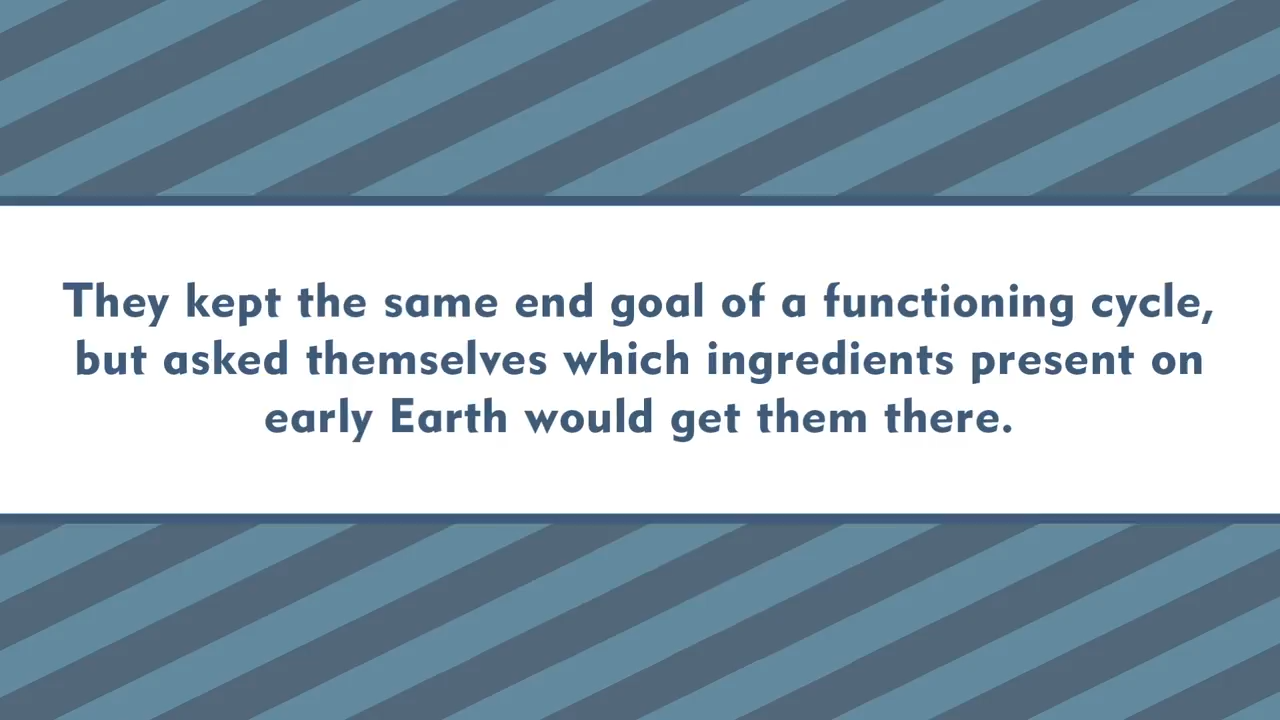 They kept the same end goal of a functioning cycle,
but asked themselves which ingredients present on
early Earth would get them there.